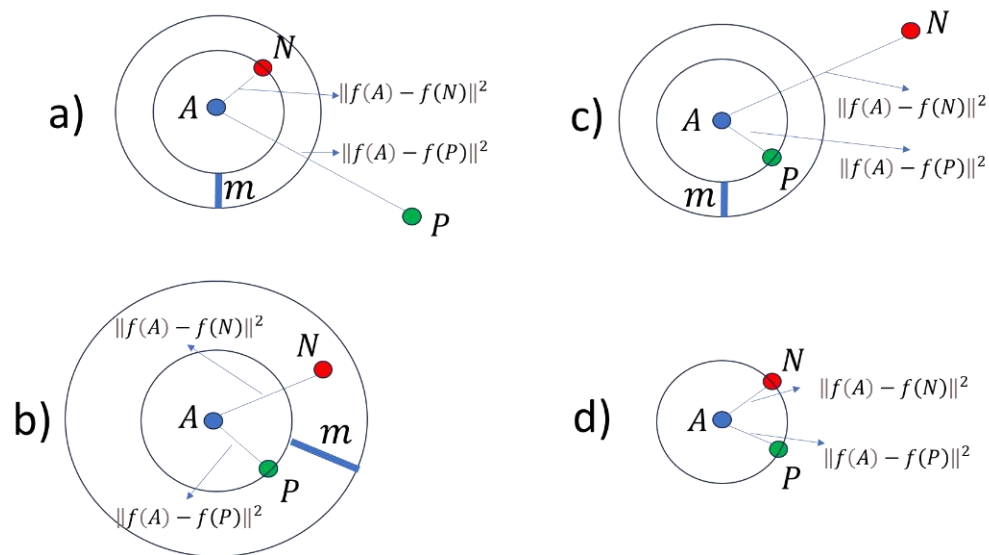 a)
N
A
‖f(A) − f(N)‖²
‖f(A) − f(P)‖²
m
P
c)
N
A
‖f(A) − f(N)‖²
‖f(A) − f(P)‖²
P
m
b)
‖f(A) − f(N)‖²
N
A
m
P
‖f(A) − f(P)‖²
d)
N
A
‖f(A) − f(N)‖²
‖f(A) − f(P)‖²
P